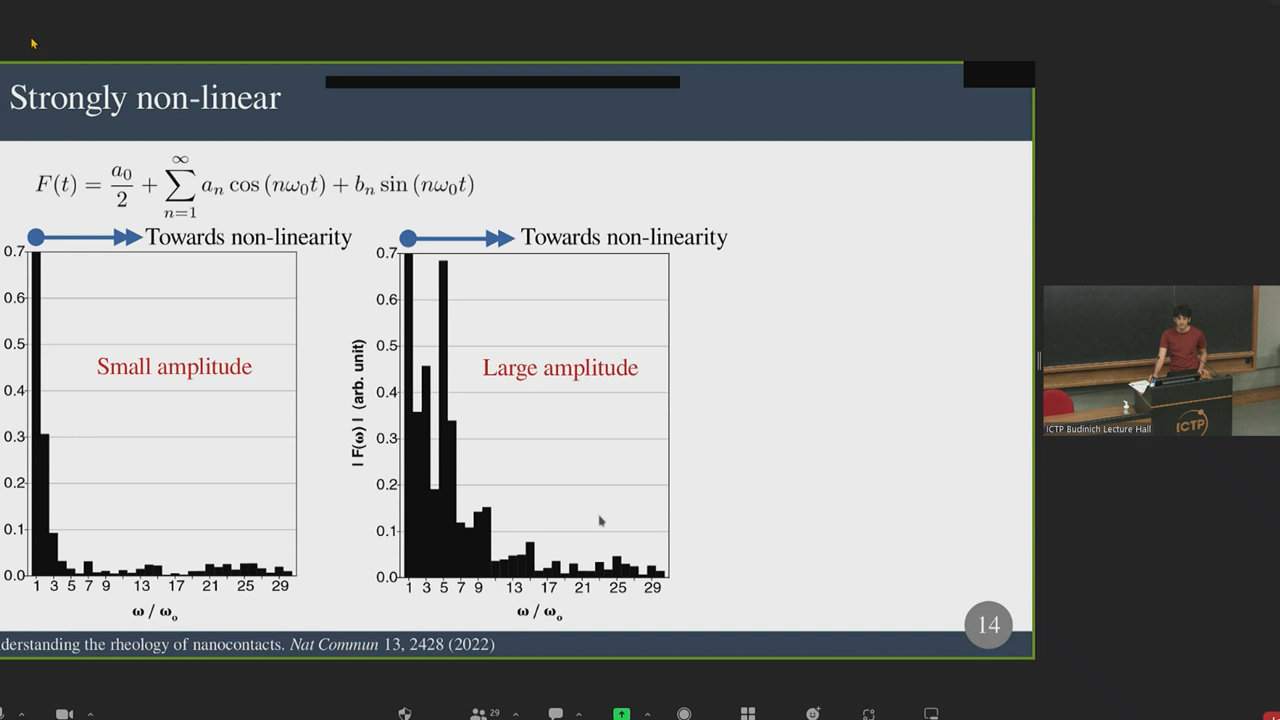 Strongly non-linear
F(t) = a₀/2 + ∑_{n=1}^{∞} aₙ cos (nω₀t) + bₙ sin (nω₀t)
Towards non-linearity
0.7
0.6
0.5
0.4
0.3
0.2
0.1
0.0
Small amplitude
1 3 5 7 9 13 17 21 25 29
ω / ωₒ
Towards non-linearity
| F(ω) | (arb. unit)
0.7
0.6
0.5
0.4
0.3
0.2
0.1
0.0
Large amplitude
1 3 5 7 9 13 17 21 25 29
ω / ωₒ
14
derstanding the rheology of nanocontacts. Nat Commun 13, 2428 (2022)
ICTP
ICTP Budinich Lecture Hall
29